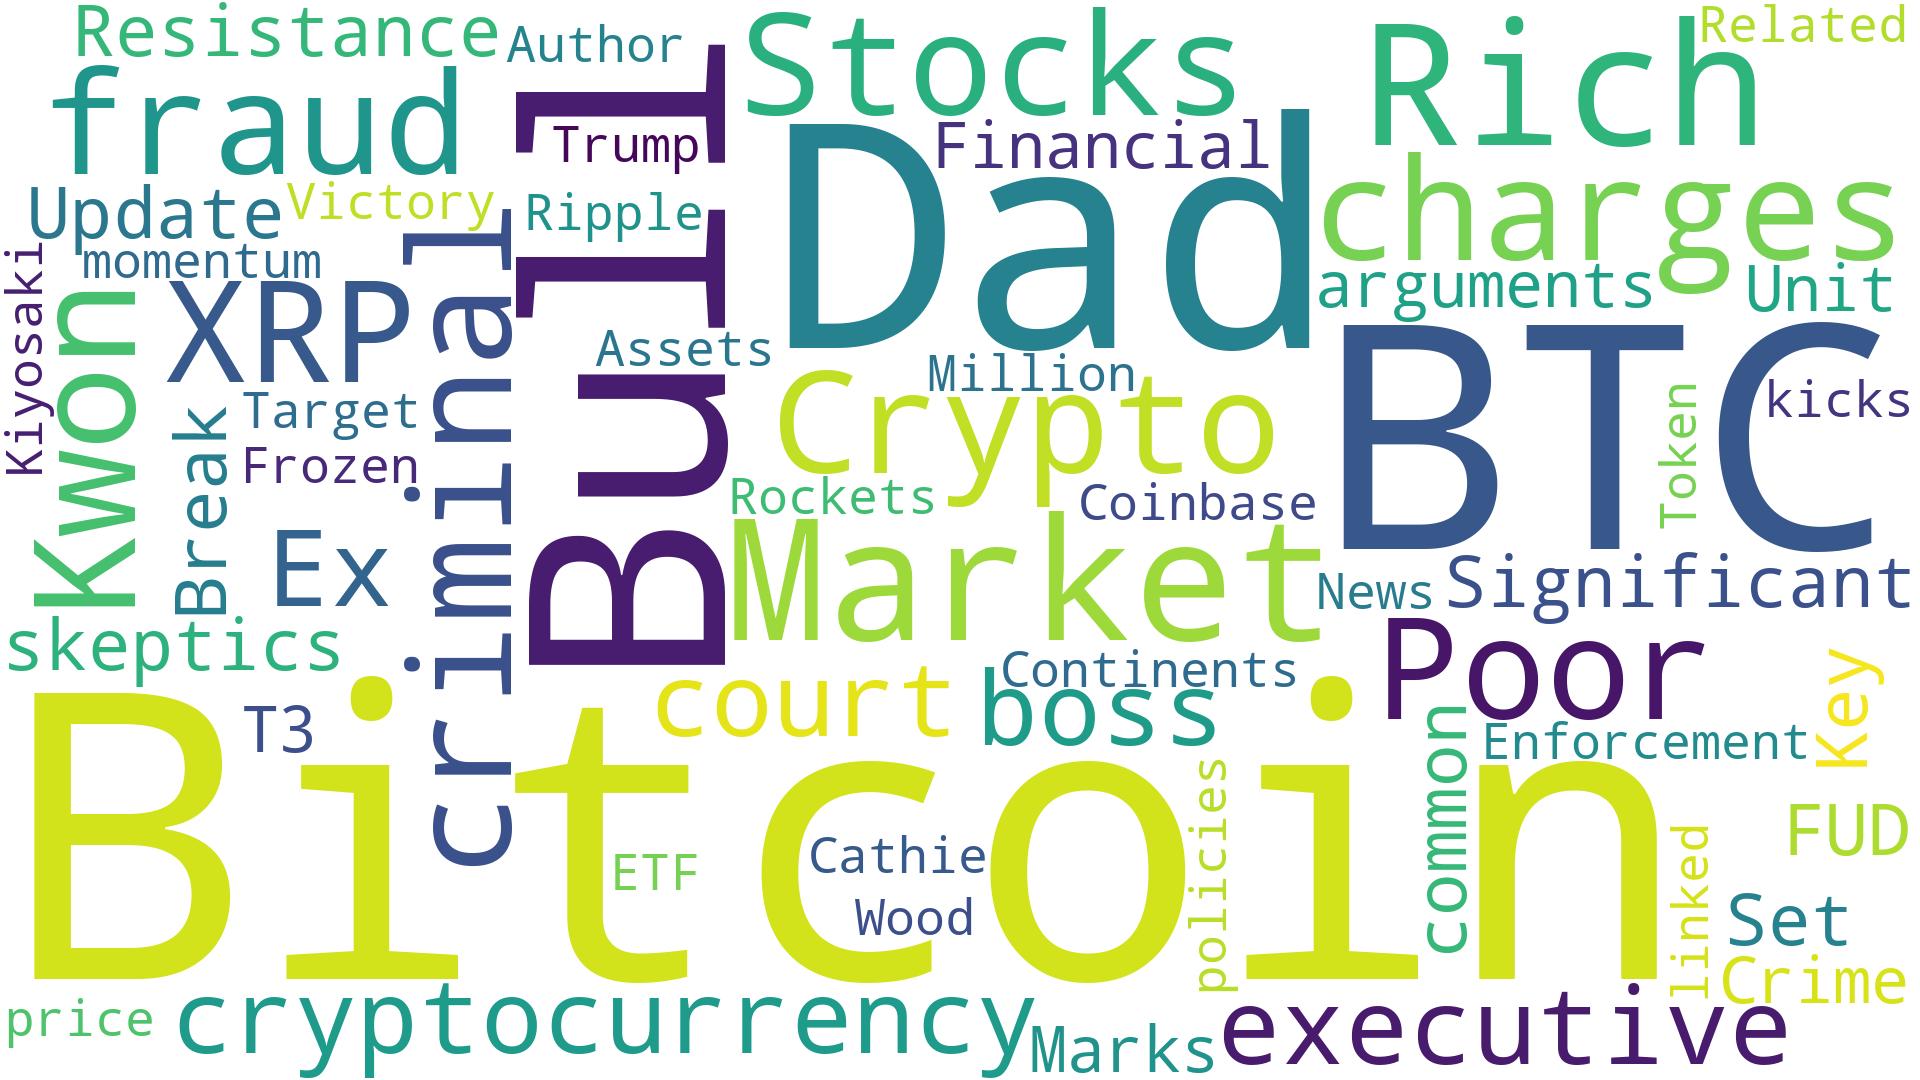 Resistance
Author
Stocks
Rich
Related
fraud
Trump
Financial
Dad
charges
Update
Victory
Ripple
Bull
momentum
Kiyosaki
Kwon
XRP
criminal
Assets
Million
arguments
Unit
BTC
kicks
Token
Target
Frozen
Break
Crypto
Rockets
Coinbase
Ex
Market
News
Significant
skeptics
Poor
Key
T3
court
boss
Continents
Enforcement
Bitcoin
common
policies
FUD
Cathie
Wood
ETF
linked
Set
Crime
price
cryptocurrency
Marks
executive